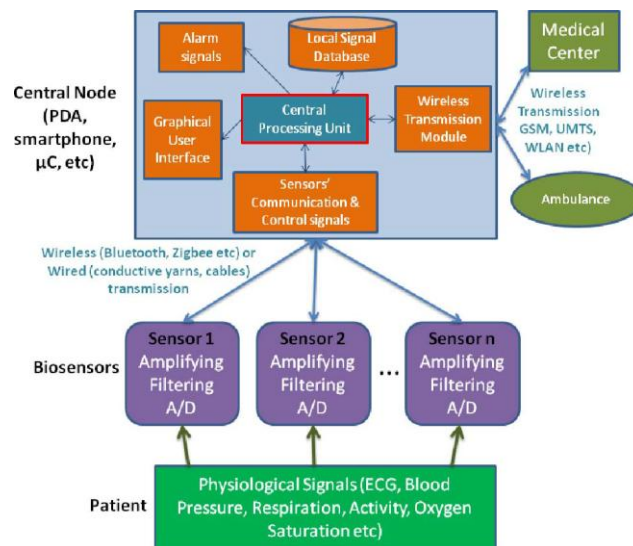 Alarm
signals
Local Signal
Database
Medical
Center
Central Node
(PDA,
smartphone,
µC, etc)
Graphical
User
Interface
Central
Processing Unit
Wireless
Transmission
Module
Wireless
Transmission
GSM, UMTS,
WLAN etc)
Sensors'
Communication &
Control signals
Ambulance
Wireless (Bluetooth, Zigbee etc) or
Wired (conductive yarns, cables)
transmission
Biosensors
Sensor 1
Amplifying
Filtering
A/D
Sensor 2
Amplifying
Filtering
A/D
...
Sensor n
Amplifying
Filtering
A/D
Patient
Physiological Signals (ECG, Blood
Pressure, Respiration, Activity, Oxygen
Saturation etc)